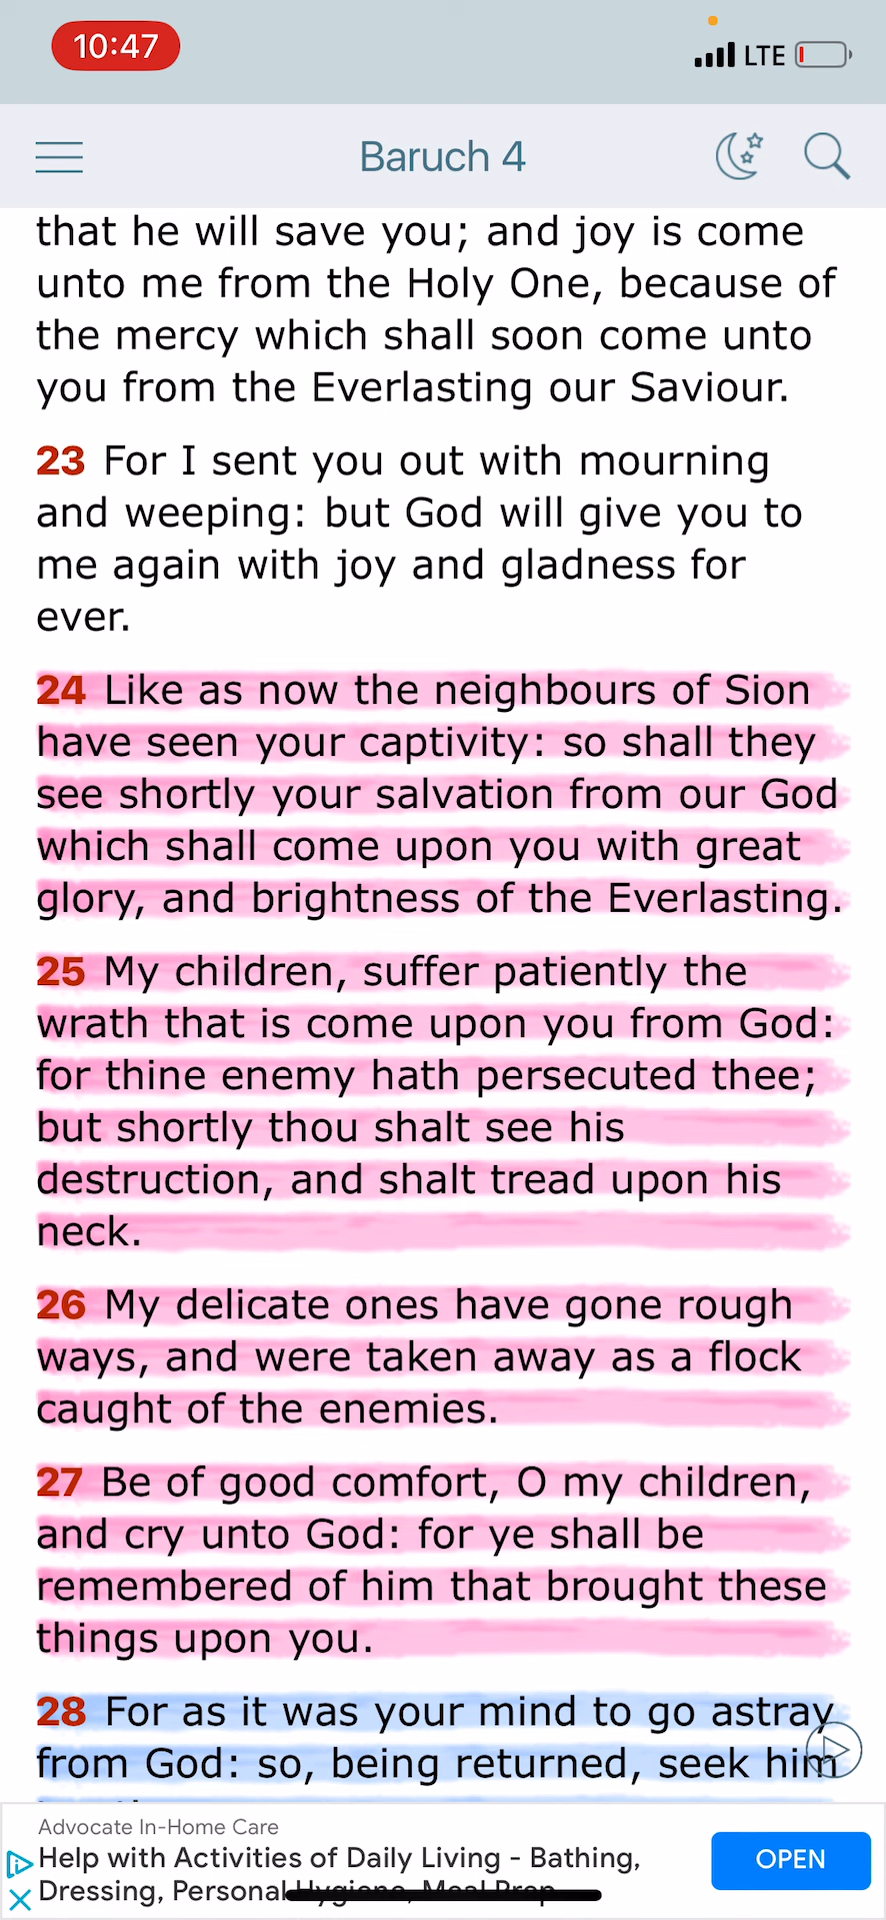 10:47
LTE
Baruch 4
that he will save you; and joy is come
unto me from the Holy One, because of
the mercy which shall soon come unto
you from the Everlasting our Saviour.
23 For I sent you out with mourning
and weeping: but God will give you to
me again with joy and gladness for
ever.
24 Like as now the neighbours of Sion
have seen your captivity: so shall they
see shortly your salvation from our God
which shall come upon you with great
glory, and brightness of the Everlasting.
25 My children, suffer patiently the
wrath that is come upon you from God:
for thine enemy hath persecuted thee;
but shortly thou shalt see his
destruction, and shalt tread upon his
neck.
26 My delicate ones have gone rough
ways, and were taken away as a flock
caught of the enemies.
27 Be of good comfort, O my children,
and cry unto God: for ye shall be
remembered of him that brought these
things upon you.
28 For as it was your mind to go astray
from God: so, being returned, seek him
Advocate In-Home Care
Help with Activities of Daily Living - Bathing,
Dressing, Personal Hygiene, Meal Prep
OPEN